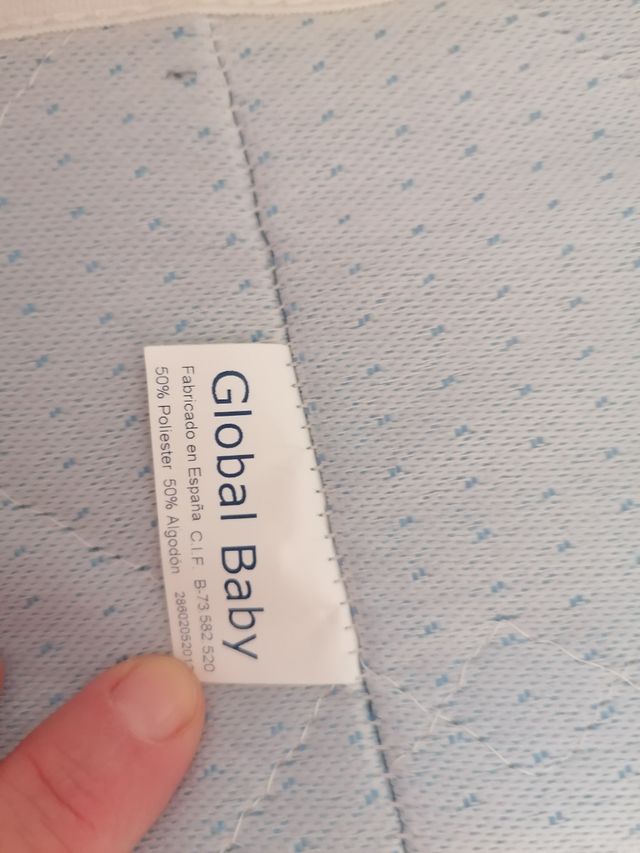 Global Baby
Fabricado en España C.I.F. B-73.582.520
50% Poliester 50% Algodón